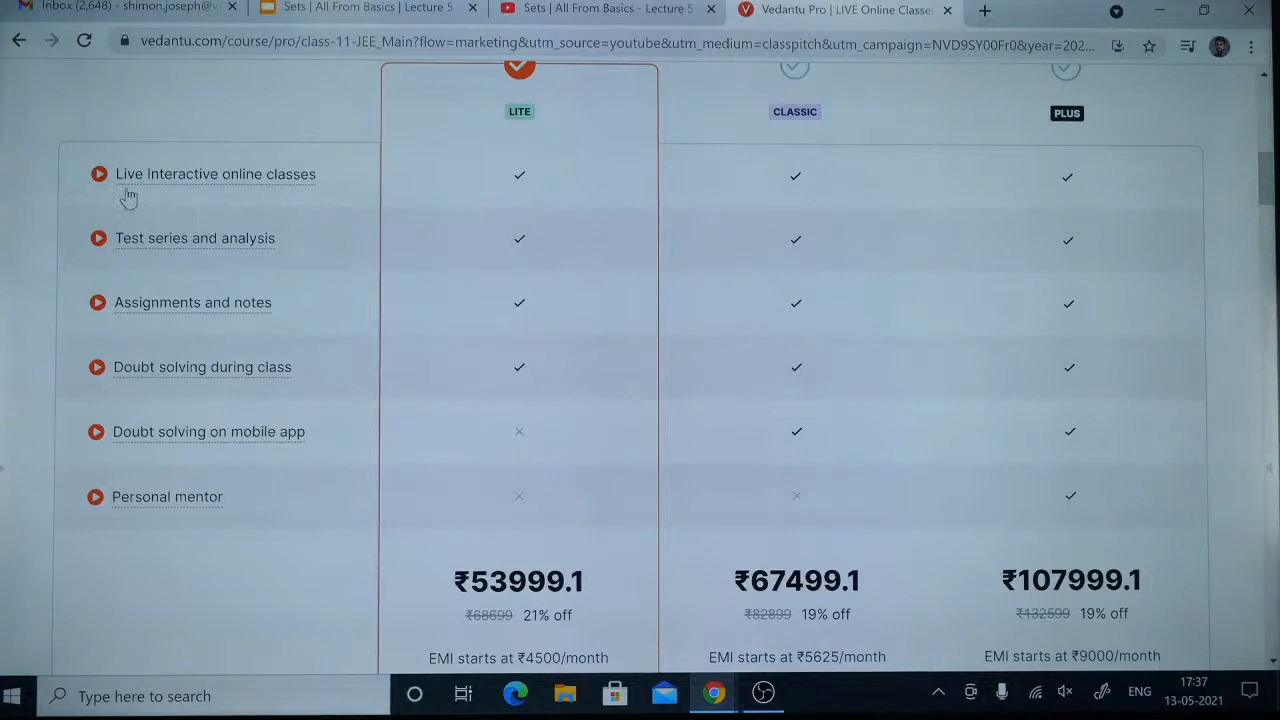 Inbox (2,648) - shimon.joseph@v
Sets | All From Basics | Lecture 5
Sets | All From Basics - Lecture 5
Vedantu Pro | LIVE Online Classe
vedantu.com/course/pro/class-11-JEE_Main?flow=marketing&utm_source=youtube&utm_medium=classpitch&utm_campaign=NVD9SY00Fr0&year=202...
LITE
CLASSIC
PLUS
Live Interactive online classes
Test series and analysis
Assignments and notes
Doubt solving during class
Doubt solving on mobile app
Personal mentor
₹53999.1
₹67499.1
₹107999.1
₹68699 21% off
₹82899 19% off
₹132599 19% off
EMI starts at ₹4500/month
EMI starts at ₹5625/month
EMI starts at ₹9000/month
Type here to search
ENG
17:37
13-05-2021